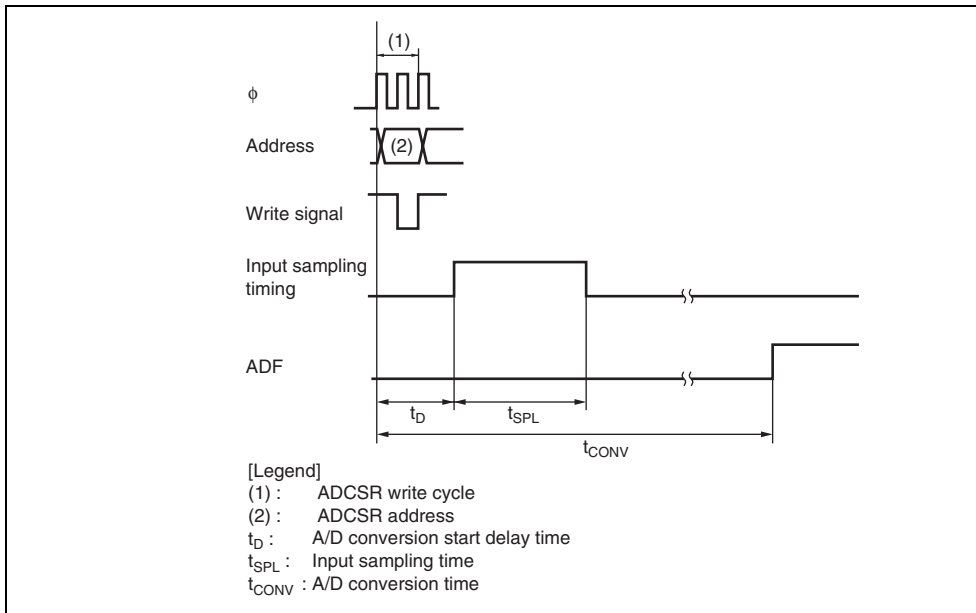 (1)
φ
Address
(2)
Write signal
Input sampling
timing
ADF
tD
tSPL
tCONV
[Legend]
(1) : ADCSR write cycle
(2) : ADCSR address
tD : A/D conversion start delay time
tSPL : Input sampling time
tCONV : A/D conversion time